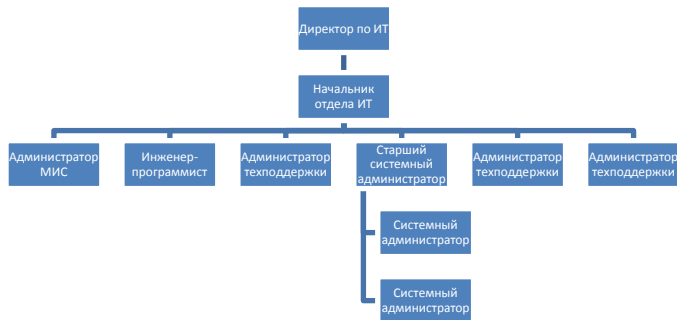 Директор по ИТ
Начальник
отдела ИТ
Администратор
МИС
Инженер-
программист
Администратор
техподдержки
Старший
системный
администратор
Администратор
техподдержки
Администратор
техподдержки
Системный
администратор
Системный
администратор